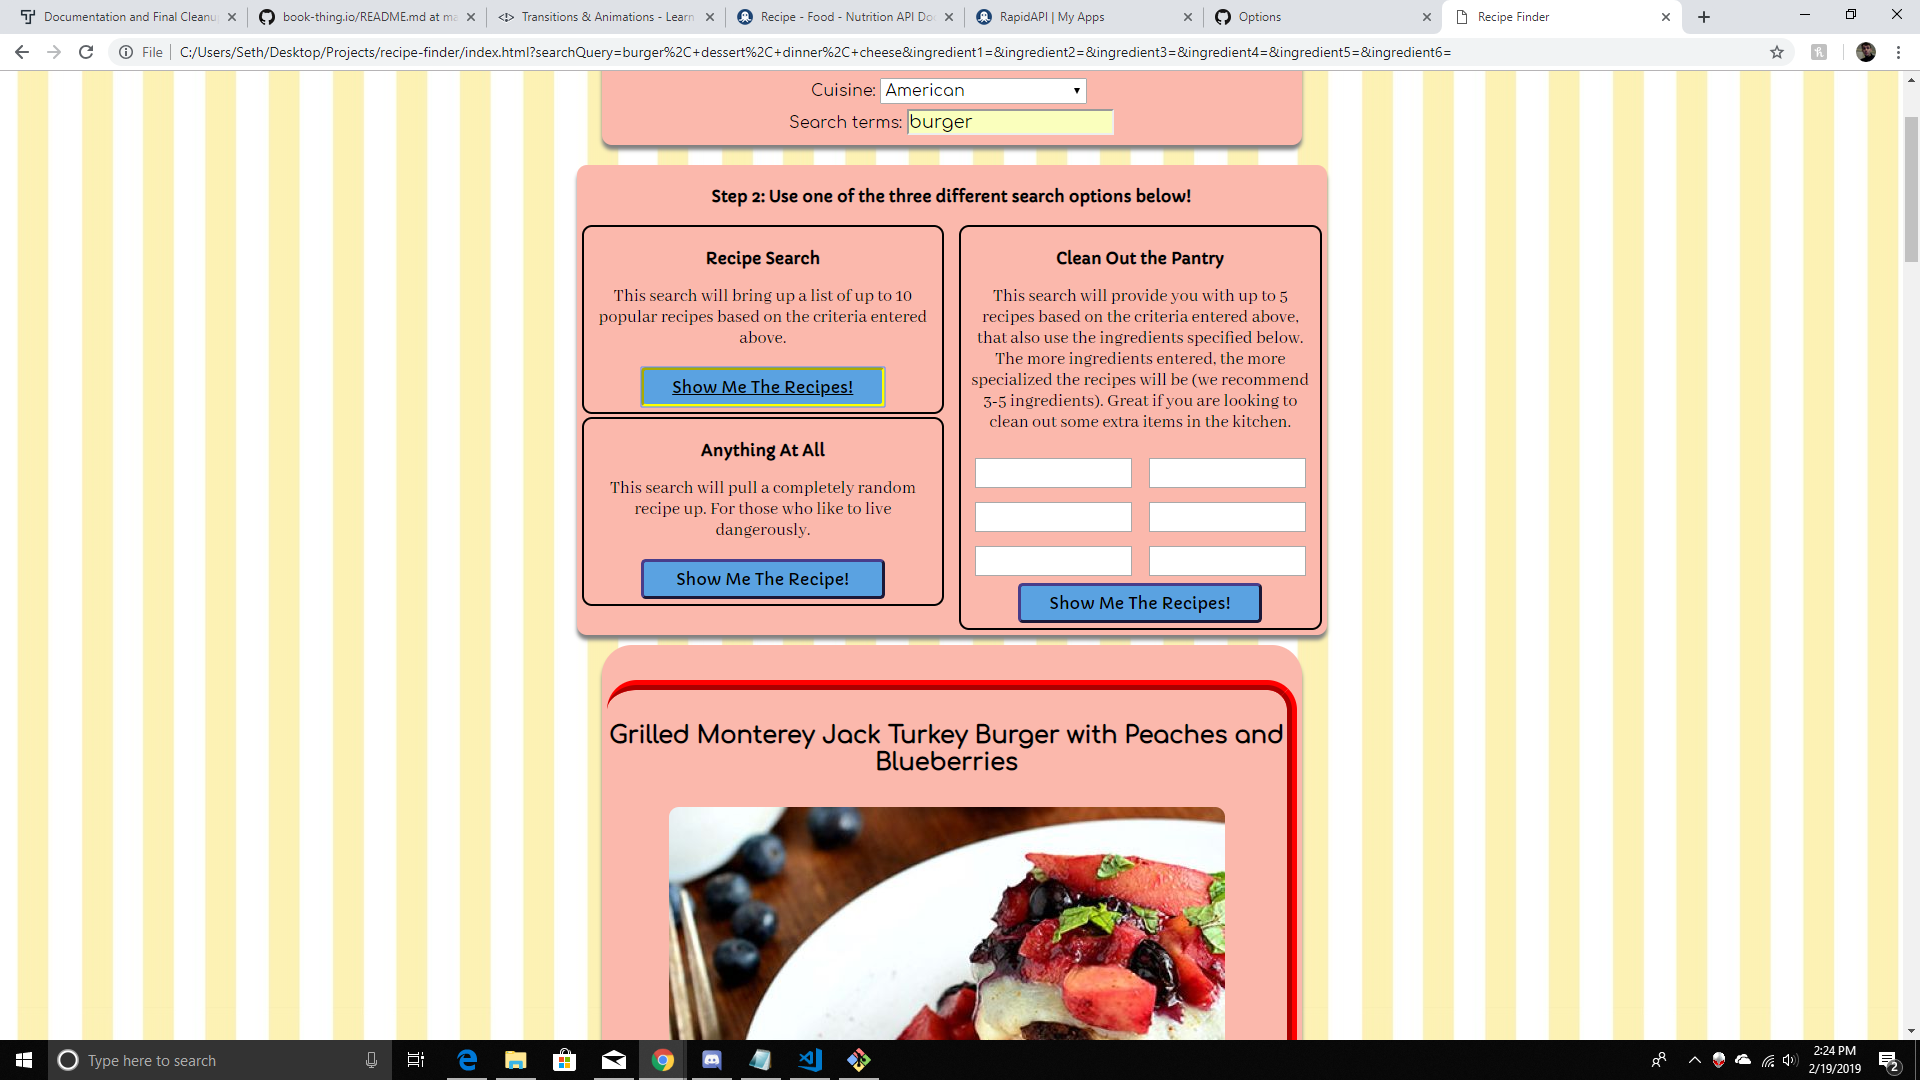 Documentation and Final Cleanu
book-thing.io/README.md at ma
Transitions & Animations - Learn
Recipe - Food - Nutrition API Do
RapidAPI | My Apps
Options
Recipe Finder
File
C:/Users/Seth/Desktop/Projects/recipe-finder/index.html?searchQuery=burger%2C+dessert%2C+dinner%2C+cheese&ingredient1=&ingredient2=&ingredient3=&ingredient4=&ingredient5=&ingredient6=
Cuisine: American
Search terms: burger
Step 2: Use one of the three different search options below!
Recipe Search
This search will bring up a list of up to 10
popular recipes based on the criteria entered
above.
Show Me The Recipes!
Anything At All
This search will pull a completely random
recipe up. For those who like to live
dangerously.
Show Me The Recipe!
Clean Out the Pantry
This search will provide you with up to 5
recipes based on the criteria entered above,
that also use the ingredients specified below.
The more ingredients entered, the more
specialized the recipes will be (we recommend
3-5 ingredients). Great if you are looking to
clean out some extra items in the kitchen.
Show Me The Recipes!
Grilled Monterey Jack Turkey Burger with Peaches and
Blueberries
Type here to search
2:24 PM
2/19/2019
2